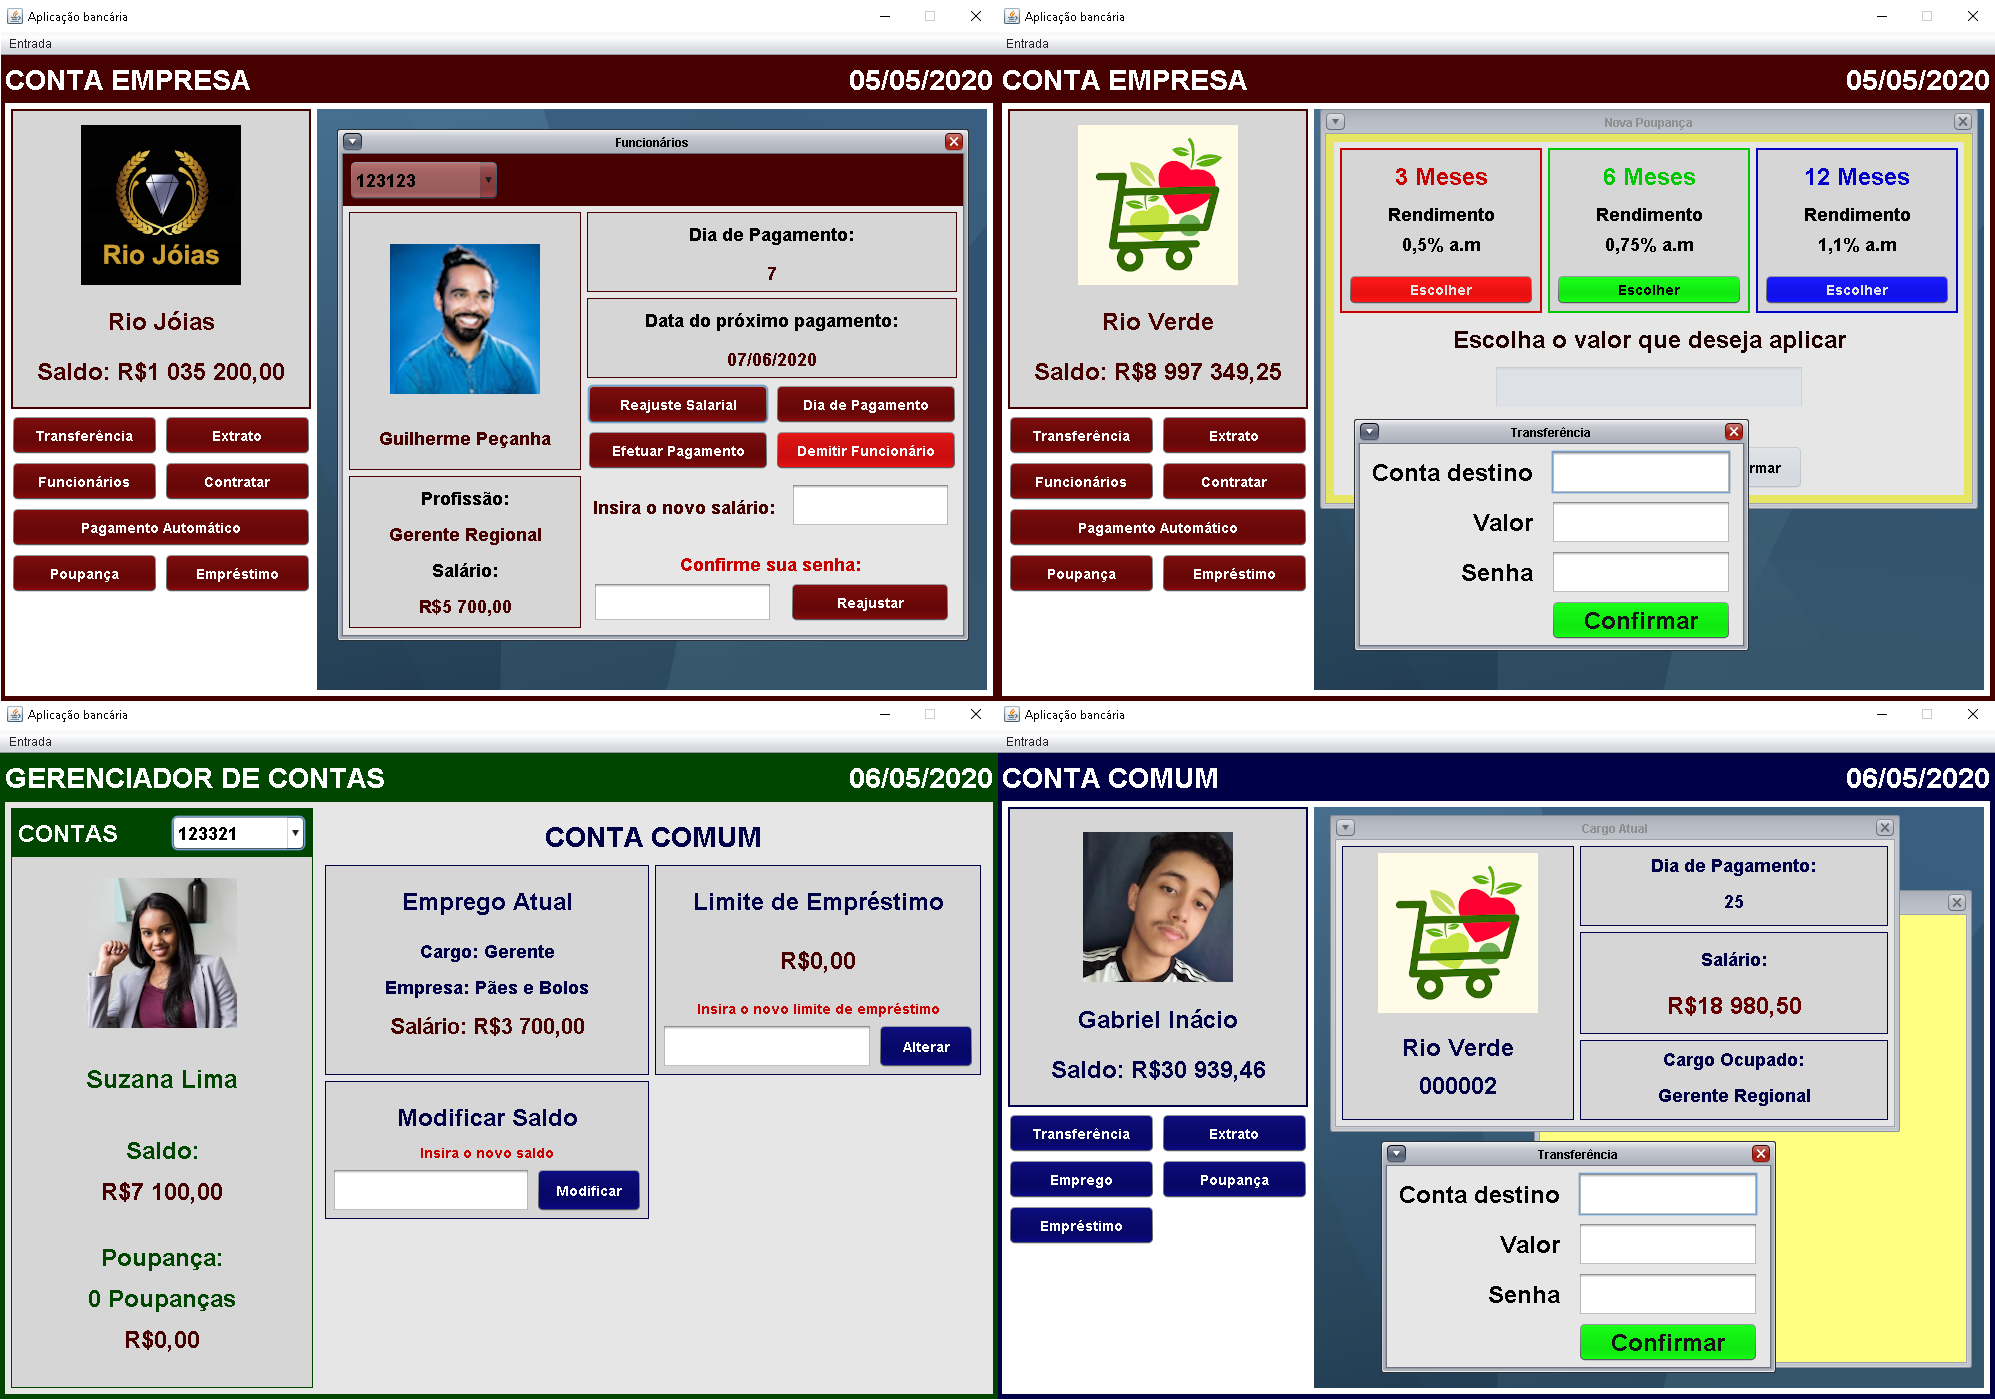 Aplicação bancária
Entrada
CONTA EMPRESA
05/05/2020
Rio Jóias
Rio Jóias
Saldo: R$1 035 200,00
Transferência
Extrato
Funcionários
Contratar
Pagamento Automático
Poupança
Empréstimo
Funcionários
123123
Guilherme Peçanha
Profissão:
Gerente Regional
Salário:
R$5 700,00
Dia de Pagamento:
7
Data do próximo pagamento:
07/06/2020
Reajuste Salarial
Dia de Pagamento
Efetuar Pagamento
Demitir Funcionário
Insira o novo salário:
Confirme sua senha:
Reajustar
Aplicação bancária
Entrada
CONTA EMPRESA
05/05/2020
Rio Verde
Saldo: R$8 997 349,25
Transferência
Extrato
Funcionários
Contratar
Pagamento Automático
Poupança
Empréstimo
Nova Poupança
3 Meses
Rendimento
0,5% a.m
Escolher
6 Meses
Rendimento
0,75% a.m
Escolher
12 Meses
Rendimento
1,1% a.m
Escolher
Escolha o valor que deseja aplicar
rmar
Transferência
Conta destino
Valor
Senha
Confirmar
Aplicação bancária
Entrada
GERENCIADOR DE CONTAS
06/05/2020
CONTAS
123321
Suzana Lima
Saldo:
R$7 100,00
Poupança:
0 Poupanças
R$0,00
CONTA COMUM
Emprego Atual
Cargo: Gerente
Empresa: Pães e Bolos
Salário: R$3 700,00
Limite de Empréstimo
R$0,00
Insira o novo limite de empréstimo
Alterar
Modificar Saldo
Insira o novo saldo
Modificar
Aplicação bancária
Entrada
CONTA COMUM
06/05/2020
Gabriel Inácio
Saldo: R$30 939,46
Transferência
Extrato
Emprego
Poupança
Empréstimo
Cargo Atual
Rio Verde
000002
Dia de Pagamento:
25
Salário:
R$18 980,50
Cargo Ocupado:
Gerente Regional
Transferência
Conta destino
Valor
Senha
Confirmar